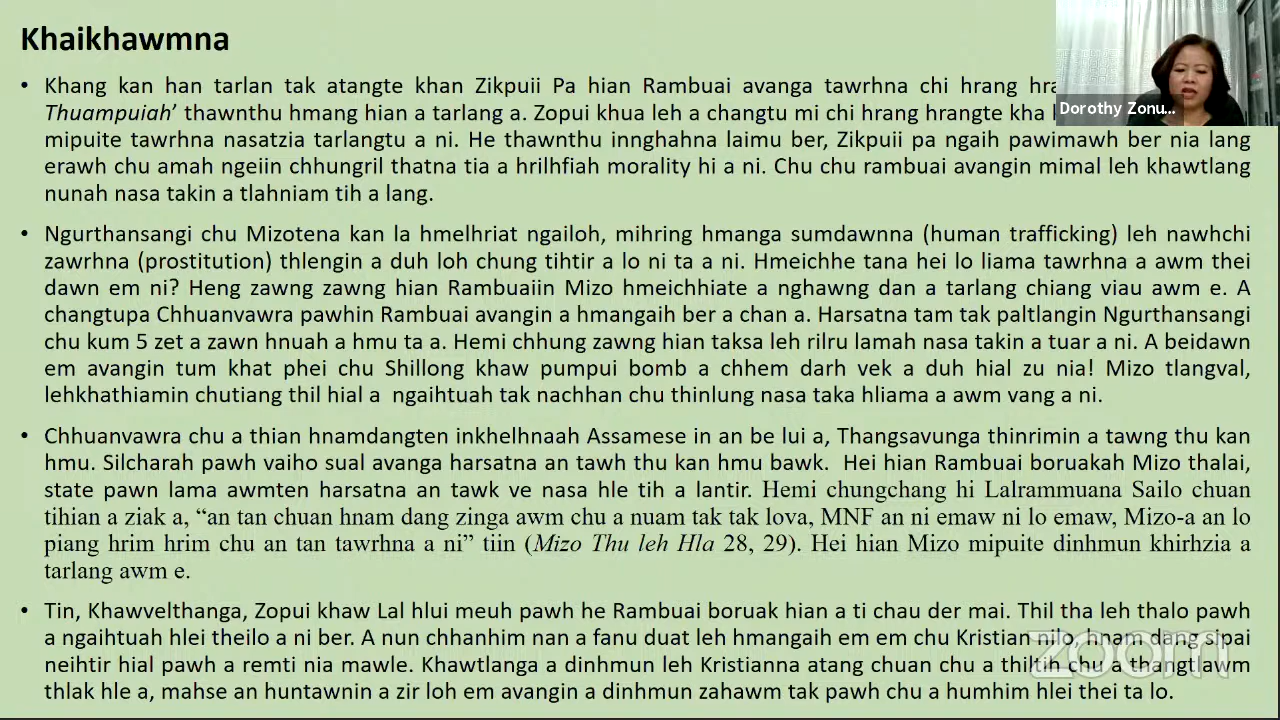 Khaikhawmna
• Khang kan han tarlan tak atangte khan Zikpuii Pa hian Rambuai avanga tawrhna chi hrang
Thuampuiah’ thawnthu hmang hian a tarlang a. Zopui khua leh a changtu mi chi hrang hrangte kha
mipuite tawrhna nasatzia tarlangtu a ni. He thawnthu innghahna laimu ber, Zikpuii pa ngaih pawimawh ber nia lang
erawh chu amah ngeiin chhungril thatna tia a hrilhfiah morality hi a ni. Chu chu rambuai avangin mimal leh khawtlang
nunah nasa takin a tlahniam tih a lang.
• Ngurthansangi chu Mizotena kan la hmelhriat ngailoh, mihring hmanga sumdawnna (human trafficking) leh nawhchi
zawrhna (prostitution) thlengin a duh loh chung tihtir a lo ni ta a ni. Hmeichhe tana hei lo liama tawrhna a awm thei
dawn em ni? Heng zawng zawng hian Rambuaiin Mizo hmeichhiate a nghawng dan a tarlang chiang viau awm e. A
changtupa Chhuanvawra pawhin Rambuai avangin a hmangaih ber a chan a. Harsatna tam tak paltlangin Ngurthansangi
chu kum 5 zet a zawn hnuah a hmu ta a. Hemi chhung zawng hian taksa leh rilru lamah nasa takin a tuar a ni. A beidawn
em avangin tum khat phei chu Shillong khaw pumpui bomb a chhem darh vek a duh hial zu nia! Mizo tlangval,
lehkhathiamin chutiang thil hial a ngaihtuah tak nachhan chu thinlung nasa taka hliama a awm vang a ni.
• Chhuanvawra chu a thian hnamdangten inkhelhnaah Assamese in an be lui a, Thangsavunga thinrimin a tawng thu kan
hmu. Silcharah pawh vaiho sual avanga harsatna an tawh thu kan hmu bawk. Hei hian Rambuai boruakah Mizo thalai,
state pawn lama awmten harsatna an tawk ve nasa hle tih a lantir. Hemi chungchang hi Lalrammuana Sailo chuan
tihian a ziak a, “an tan chuan hnam dang zinga awm chu a nuam tak tak lova, MNF an ni emaw ni lo emaw, Mizo-a an lo
piang hrim hrim chu an tan tawrhna a ni” tiin (Mizo Thu leh Hla 28, 29). Hei hian Mizo mipuite dinhmun khirhzia a
tarlang awm e.
• Tin, Khawvelthanga, Zopui khaw Lal hlui meuh pawh he Rambuai boruak hian a ti chau der mai. Thil tha leh thalo pawh
a ngaihtuah hlei theilo a ni ber. A nun chhanhim nan a fanu duat leh hmangaih em em chu Kristian nilo, hnam dang sipai
neihtir hial pawh a remti nia mawle. Khawtlanga a dinhmun leh Kristianna atang chuan chu a thiltih chu a thangtlawm
thlak hle a, mahse an huntawnin a zir loh em avangin a dinhmun zahawm tak pawh chu a humhim hlei thei ta lo.
Dorothy Zonu...
zoom